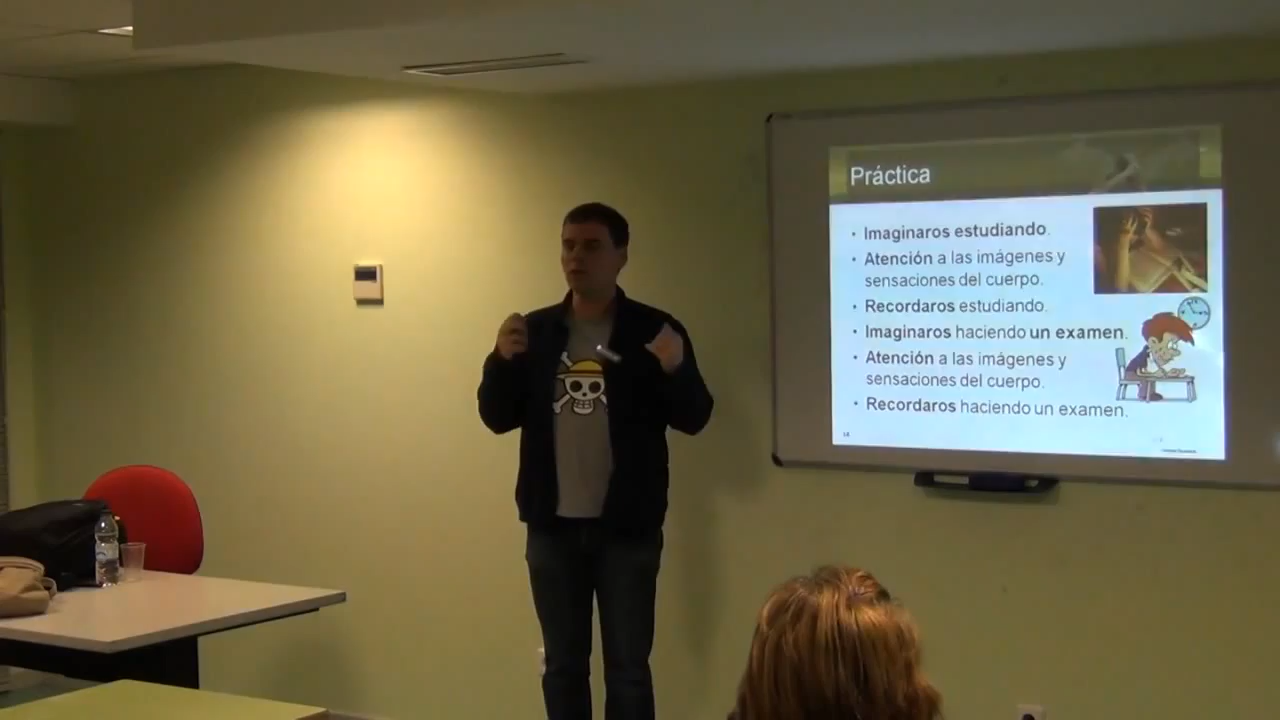 Práctica
• Imaginaros estudiando.
• Atención a las imágenes y
sensaciones del cuerpo.
• Recordaros estudiando.
• Imaginaros haciendo un examen.
• Atención a las imágenes y
sensaciones del cuerpo.
• Recordaros haciendo un examen.